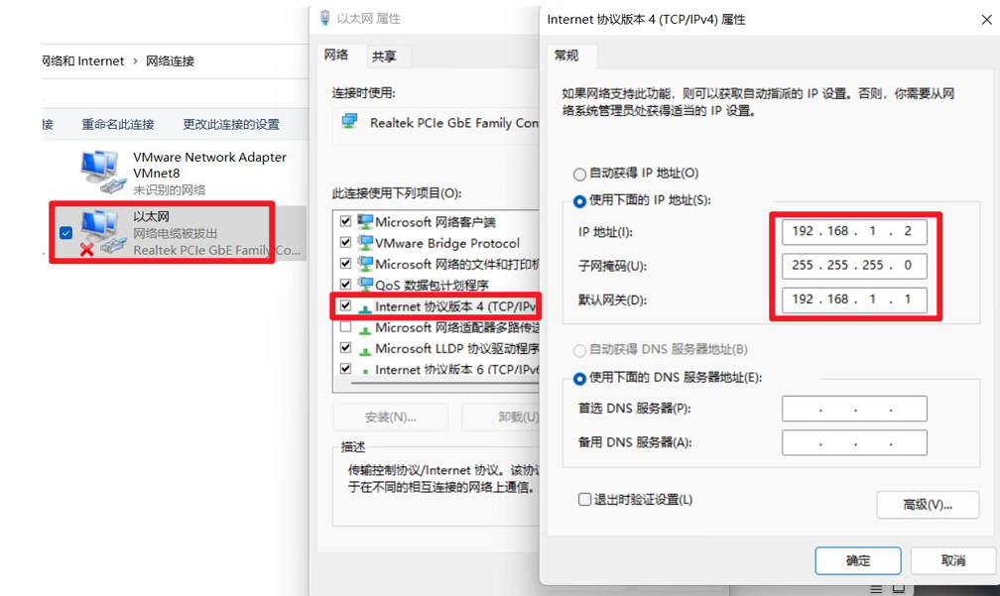 网络和 Internet › 网络连接
接 重命名此连接 更改此连接的设置
VMware Network Adapter
VMnet8
未识别的网络
以太网
网络电缆被拔出
Realtek PCIe GbE Family Co...
以太网 属性
网络 共享
连接时使用:
Realtek PCIe GbE Family Con
此连接使用下列项目(O):
Microsoft 网络客户端
VMware Bridge Protocol
Microsoft 网络的文件和打印机
QoS 数据包计划程序
Internet 协议版本 4 (TCP/IPv
Microsoft 网络适配器多路传送
Microsoft LLDP 协议驱动程序
Internet 协议版本 6 (TCP/IPv6
安装(N)... 卸载(U)
描述
传输控制协议/Internet 协议。该协议
于在不同的相互连接的网络上通信。
Internet 协议版本 4 (TCP/IPv4) 属性
常规
如果网络支持此功能，则可以获取自动指派的 IP 设置。否则，你需要从网
络系统管理员处获得适当的 IP 设置。
自动获得 IP 地址(O)
使用下面的 IP 地址(S):
IP 地址(I): 192 . 168 . 1 . 2
子网掩码(U): 255 . 255 . 255 . 0
默认网关(D): 192 . 168 . 1 . 1
自动获得 DNS 服务器地址(B)
使用下面的 DNS 服务器地址(E):
首选 DNS 服务器(P): . . .
备用 DNS 服务器(A): . . .
退出时验证设置(L)
高级(V)...
确定 取消